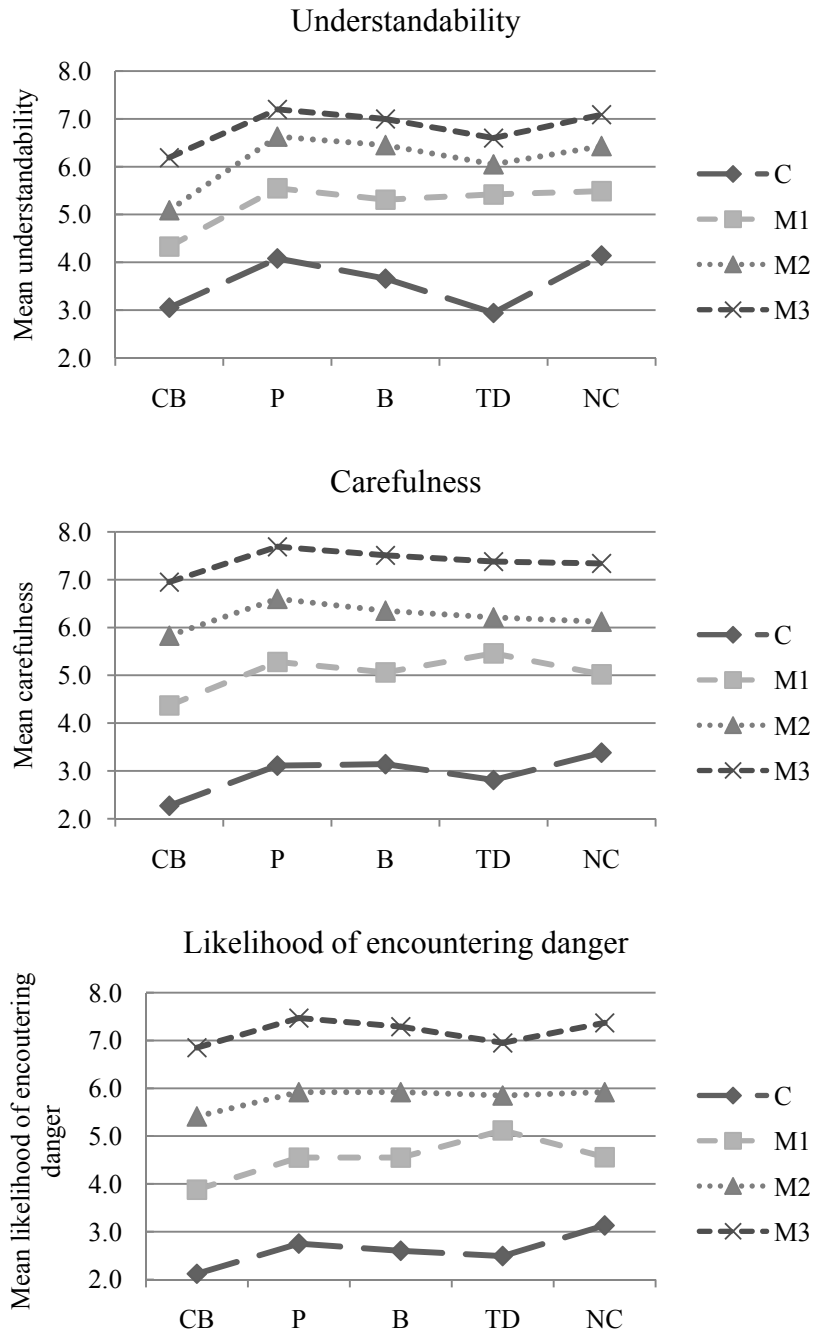 Understandability
Mean understandability
8.0
7.0
6.0
5.0
4.0
3.0
2.0
CB P B TD NC
C
M1
M2
M3
Carefulness
Mean carefulness
8.0
7.0
6.0
5.0
4.0
3.0
2.0
CB P B TD NC
C
M1
M2
M3
Likelihood of encountering danger
Mean likelihood of encoutering
danger
8.0
7.0
6.0
5.0
4.0
3.0
2.0
CB P B TD NC
C
M1
M2
M3